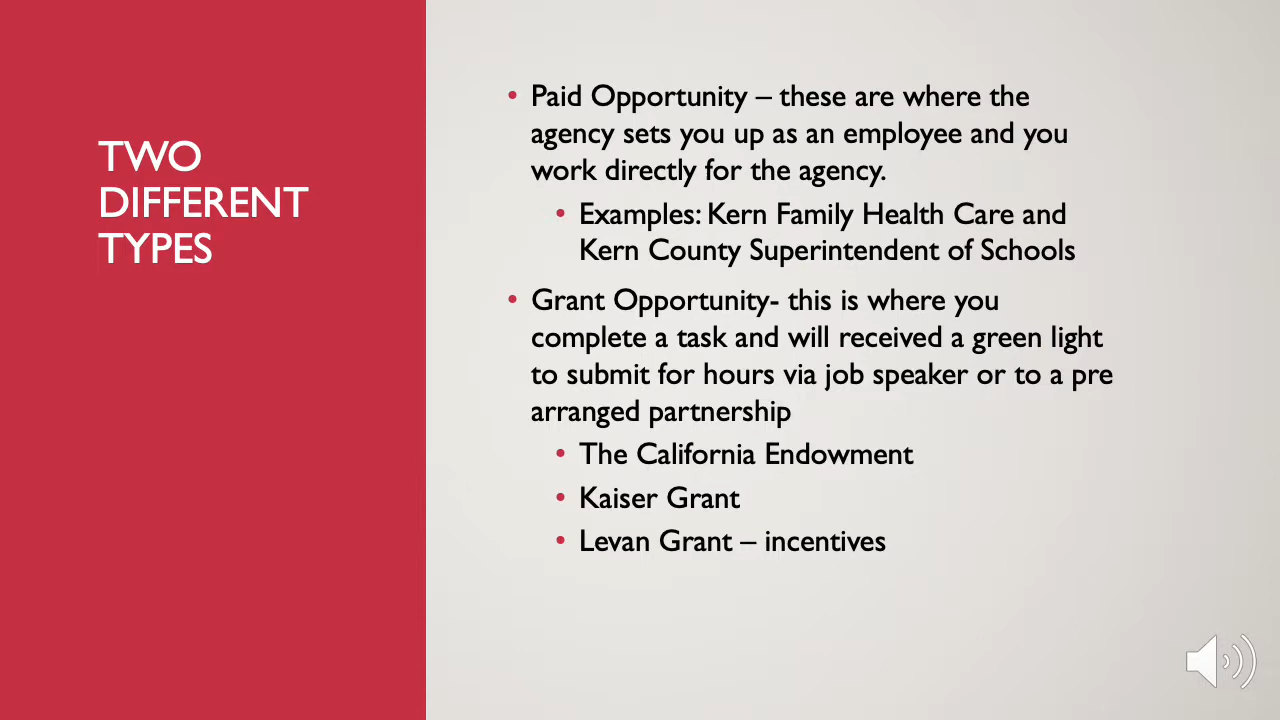 TWO
DIFFERENT
TYPES
• Paid Opportunity – these are where the
agency sets you up as an employee and you
work directly for the agency.
• Examples: Kern Family Health Care and
Kern County Superintendent of Schools
• Grant Opportunity- this is where you
complete a task and will received a green light
to submit for hours via job speaker or to a pre
arranged partnership
• The California Endowment
• Kaiser Grant
• Levan Grant – incentives